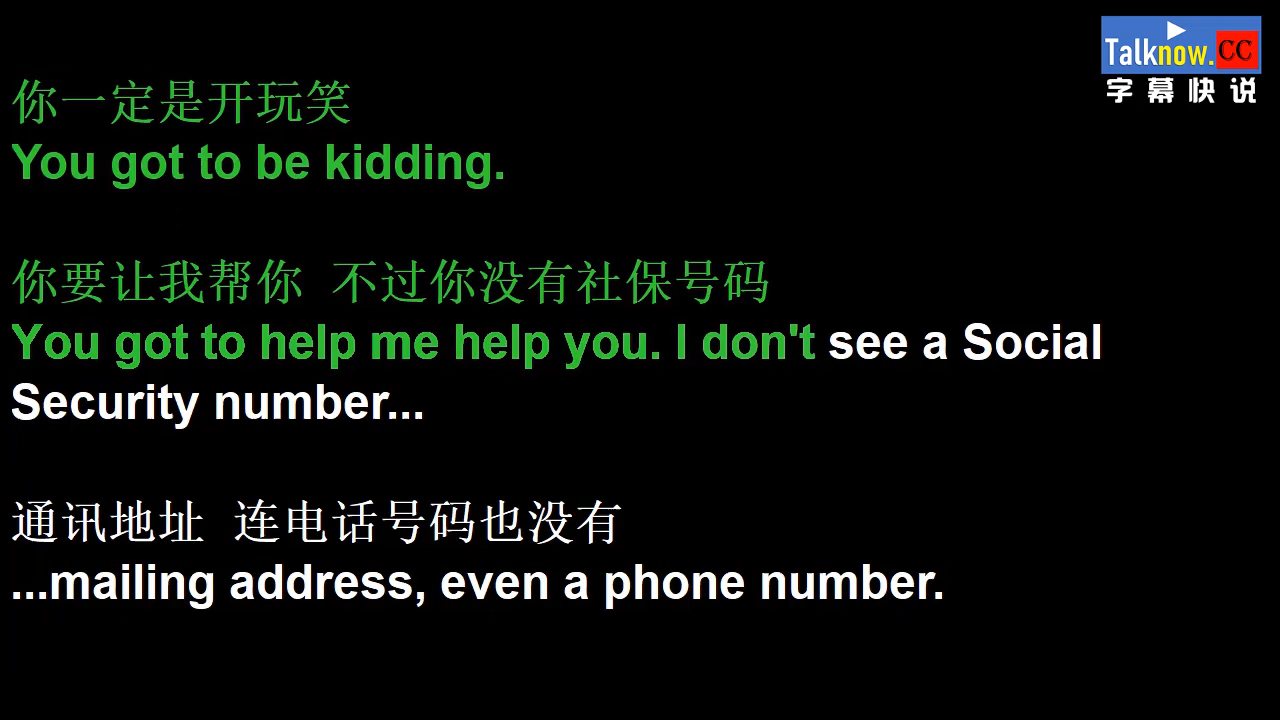 Talknow.CC
字幕快说
你一定是开玩笑
You got to be kidding.
你要让我帮你 不过你没有社保号码
You got to help me help you. I don't see a Social
Security number...
通讯地址 连电话号码也没有
...mailing address, even a phone number.